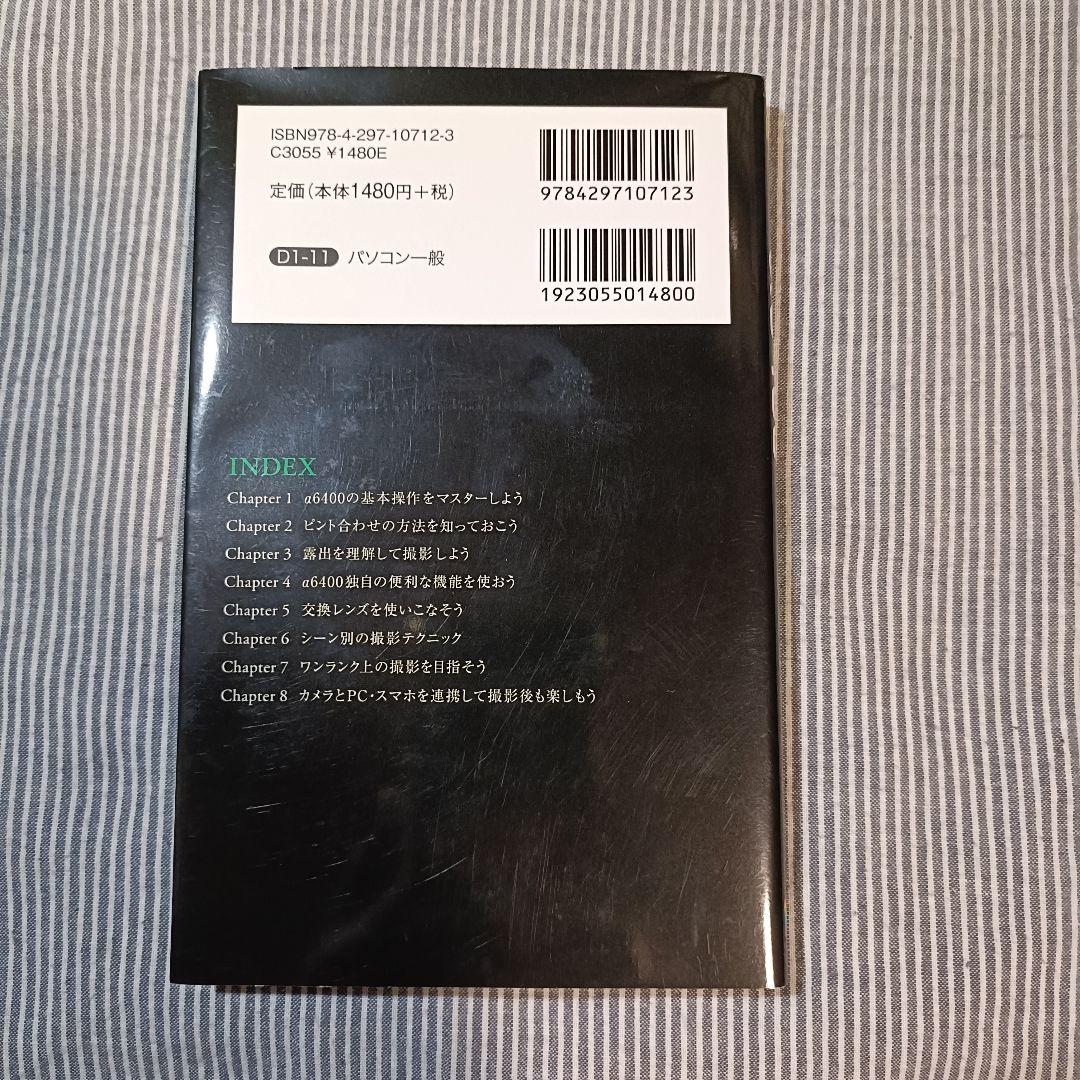 ISBN978-4-297-10712-3
C3055 ¥1480E
定価(本体1480円+税)
9784297107123
D1-11 パソコン一般
1923055014800
INDEX
Chapter 1 α6400の基本操作をマスターしよう
Chapter 2 ピント合わせの方法を知っておこう
Chapter 3 露出を理解して撮影しよう
Chapter 4 α6400独自の便利な機能を使おう
Chapter 5 交換レンズを使いこなそう
Chapter 6 シーン別の撮影テクニック
Chapter 7 ワンランク上の撮影を目指そう
Chapter 8 カメラとPC・スマホを連携して撮影後も楽しもう